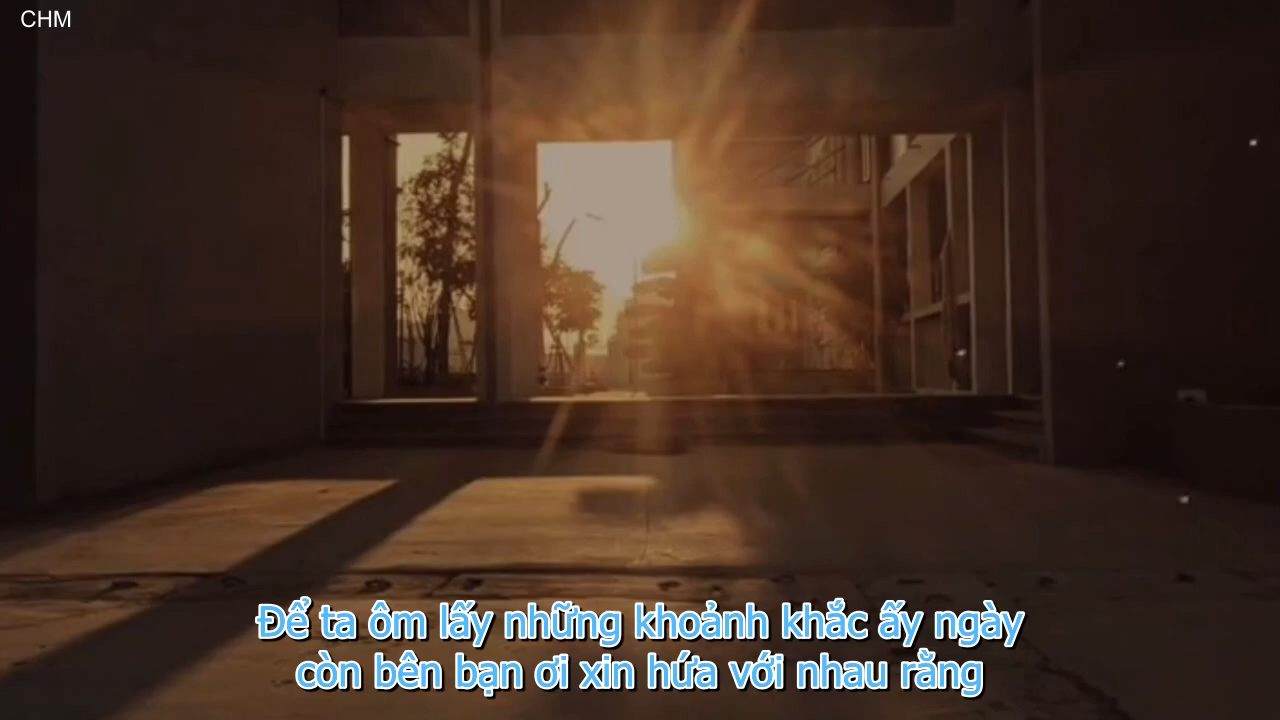 CHM
Để ta ôm lấy những khoảnh khắc ấy ngày
còn bên bạn ơi xin hứa với nhau rằng